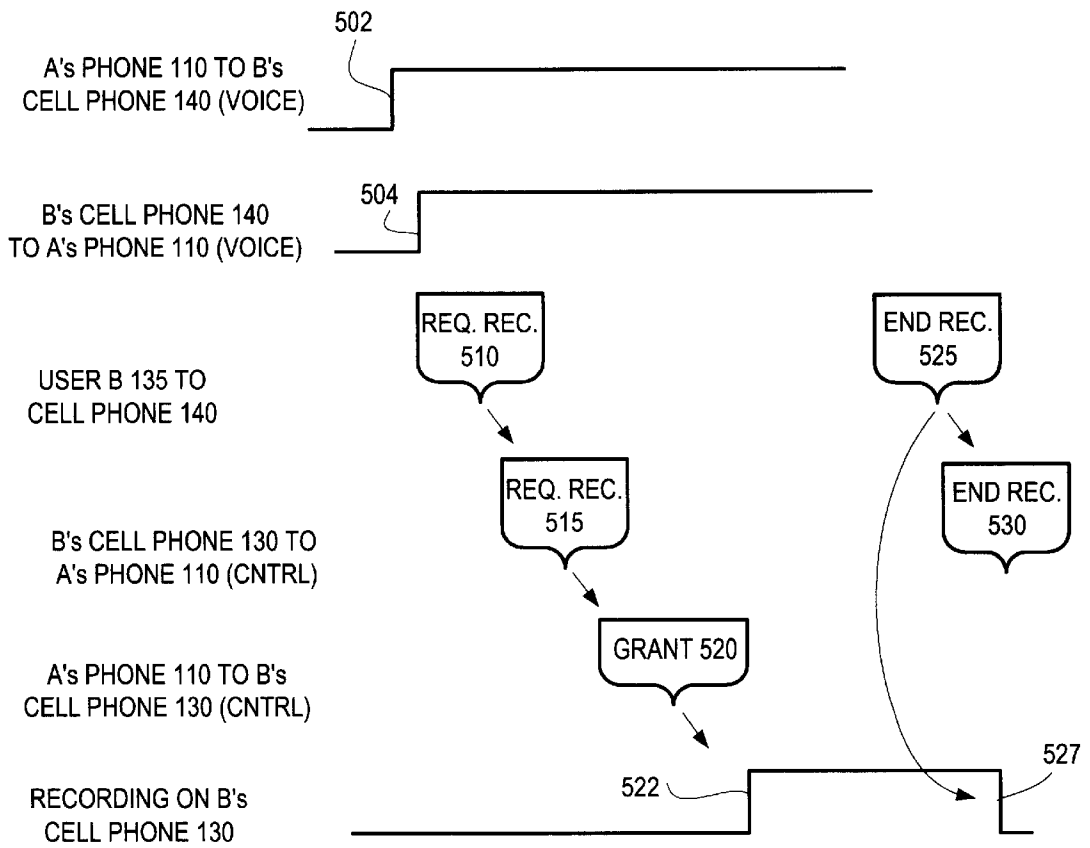 502
A's PHONE 110 TO B's
CELL PHONE 140 (VOICE)
504
B's CELL PHONE 140
TO A's PHONE 110 (VOICE)
REQ. REC.
510
END REC.
525
USER B 135 TO
CELL PHONE 140
REQ. REC.
515
END REC.
530
B's CELL PHONE 130 TO
A's PHONE 110 (CNTRL)
GRANT 520
A's PHONE 110 TO B's
CELL PHONE 130 (CNTRL)
522
527
RECORDING ON B's
CELL PHONE 130